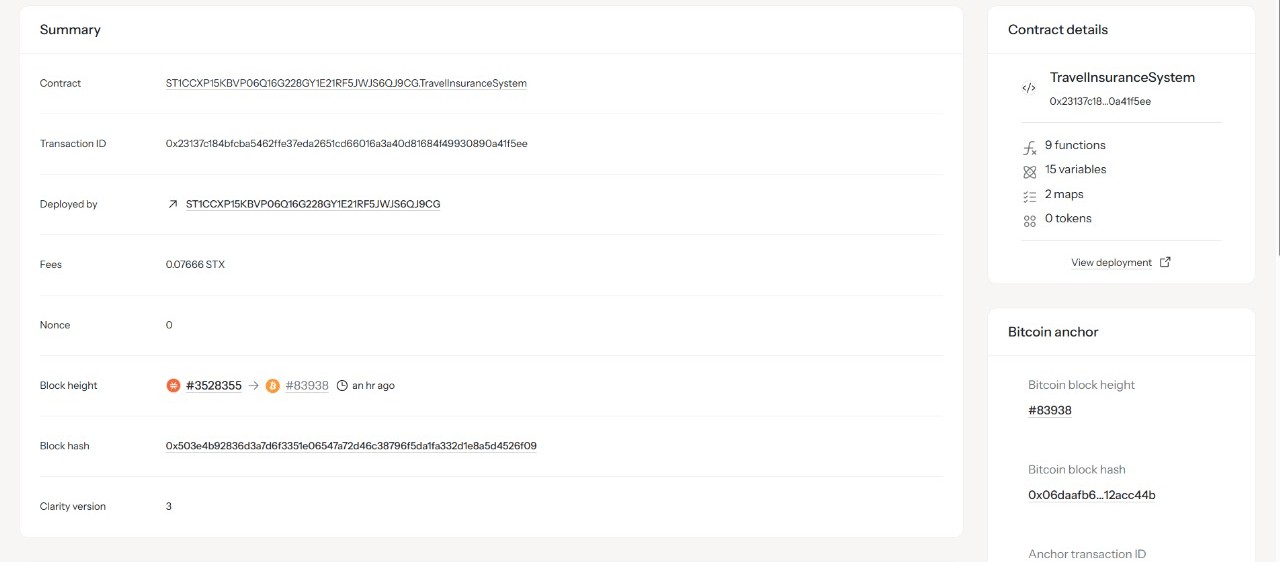 Summary
Contract
ST1CCXP15KBVP06Q16G228GY1E21RF5JWJS6QJ9CG.TravelInsuranceSystem
Transaction ID
0x23137c184bfcba5462ffe37eda2651cd66016a3a40d81684f49930890a41f5ee
Deployed by
ST1CCXP15KBVP06Q16G228GY1E21RF5JWJS6QJ9CG
Fees
0.07666 STX
Nonce
0
Block height
#3528355 → #83938 an hr ago
Block hash
0x503e4b92836d3a7d6f3351e06547a72d46c38796f5da1fa332d1e8a5d4526f09
Clarity version
3
Contract details
TravelInsuranceSystem
0x23137c18...0a41f5ee
9 functions
15 variables
2 maps
0 tokens
View deployment
Bitcoin anchor
Bitcoin block height
#83938
Bitcoin block hash
0x06daafb6...12acc44b
Anchor transaction ID